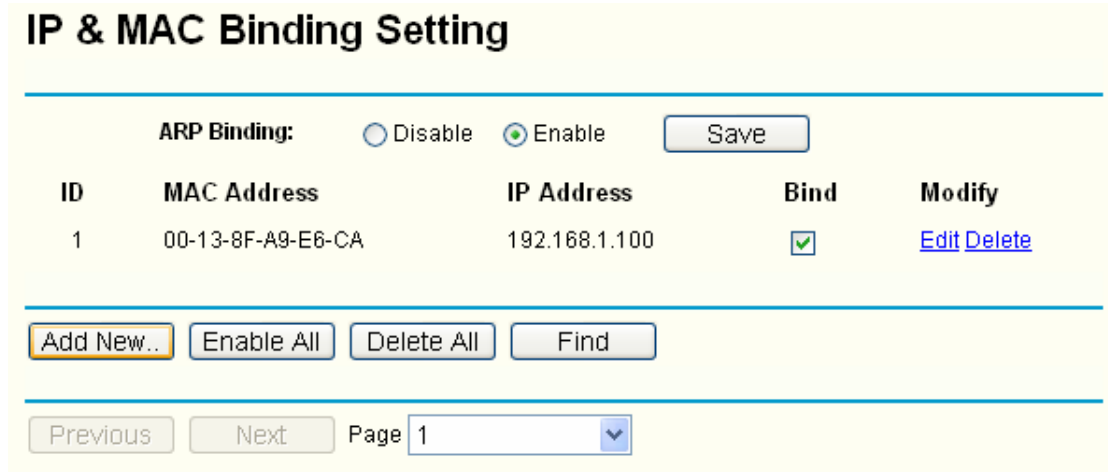 IP & MAC Binding Setting
ARP Binding: Disable Enable Save
ID MAC Address IP Address Bind Modify
1 00-13-8F-A9-E6-CA 192.168.1.100 Edit Delete
Add New.. Enable All Delete All Find
Previous Next Page 1